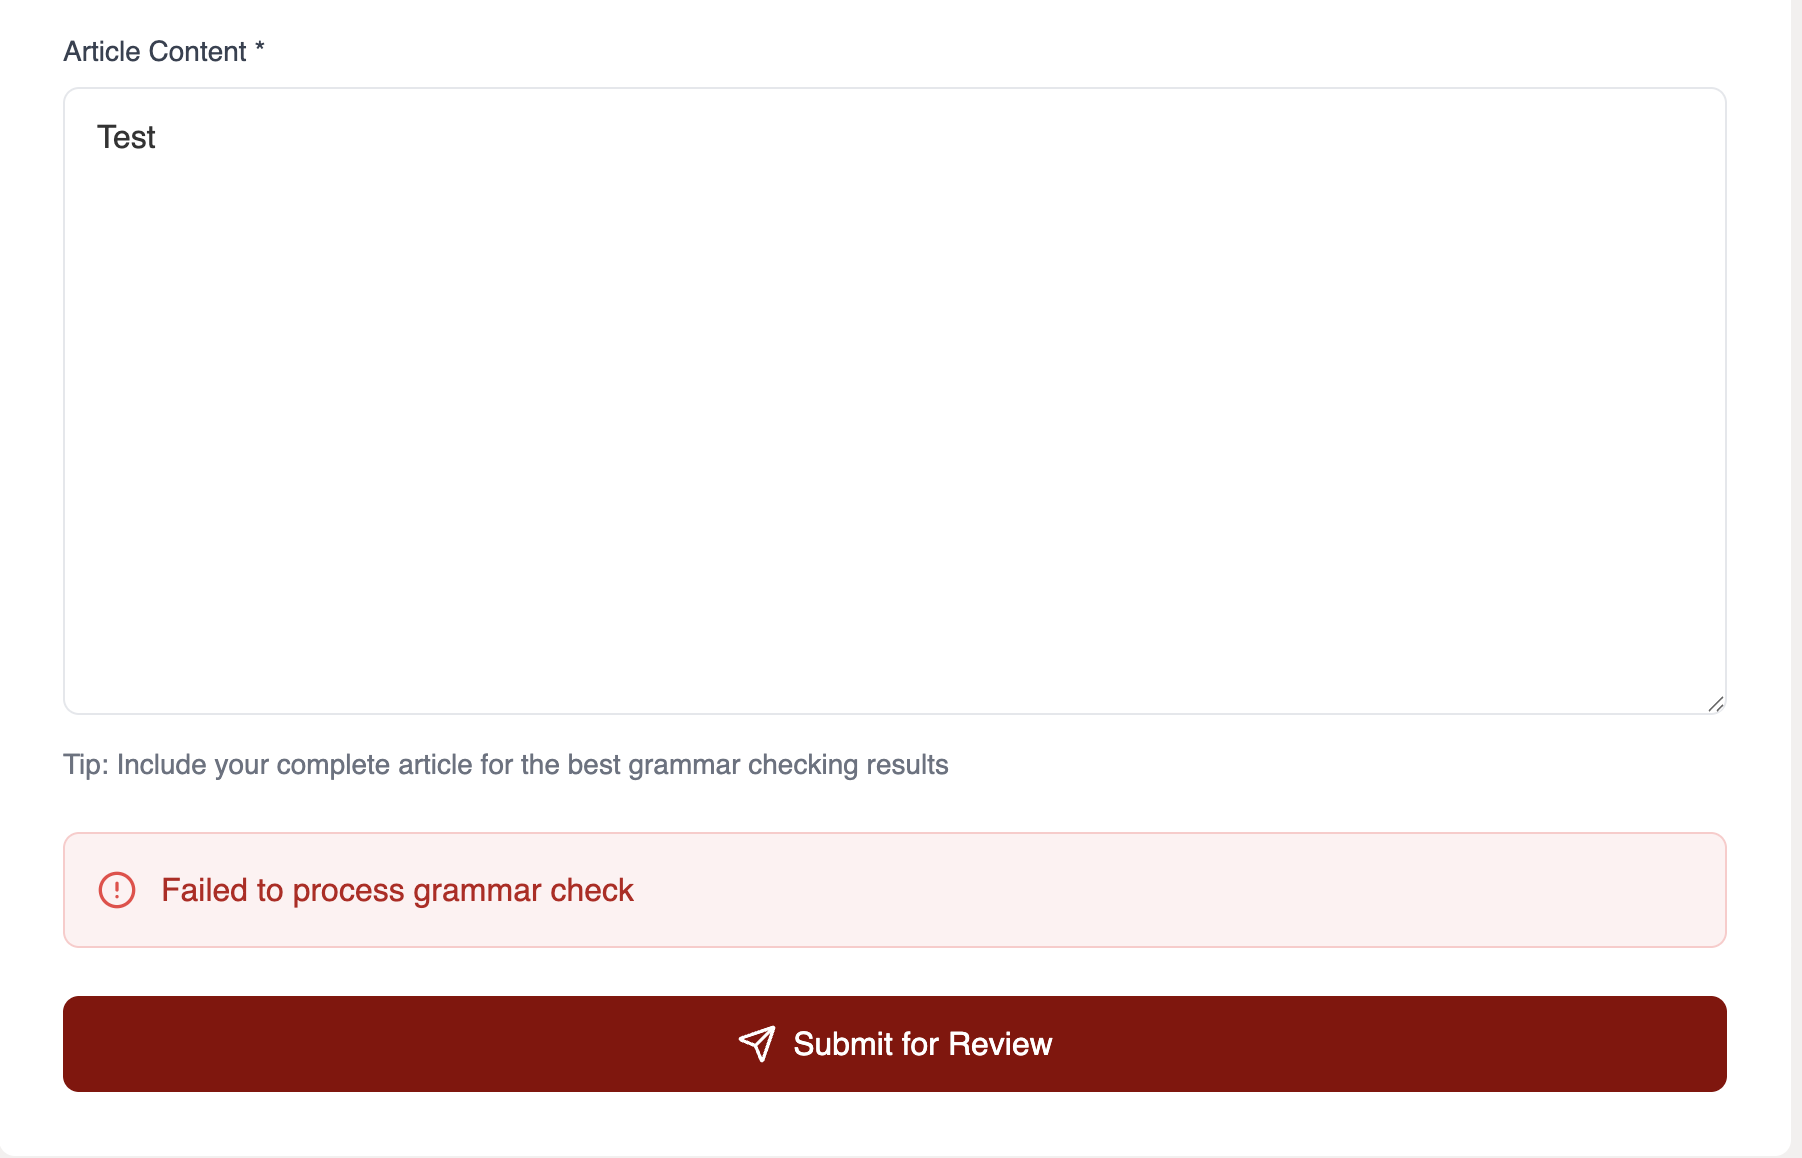 Article Content *
Test
Tip: Include your complete article for the best grammar checking results
Failed to process grammar check
Submit for Review